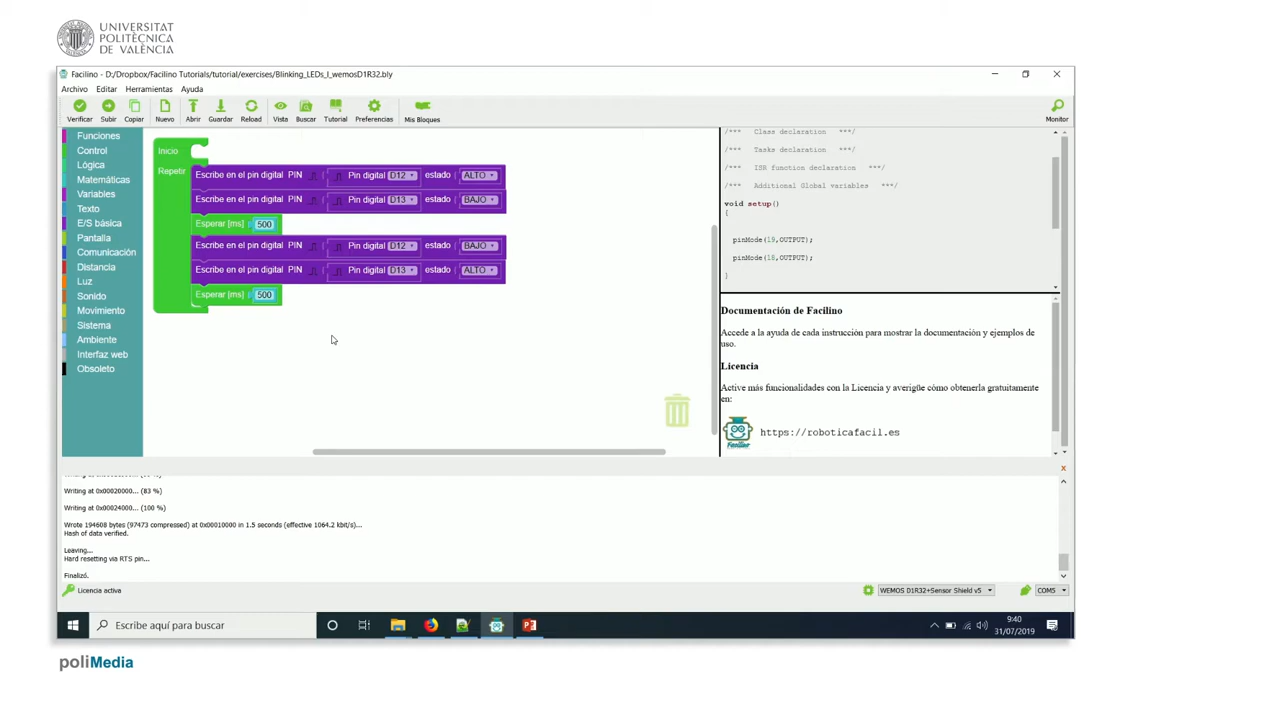 UNIVERSITAT
POLITÈCNICA
DE VALÈNCIA
Facilino - D:/Dropbox/Facilino Tutorials/tutorial/exercises/Blinking_LEDs_I_wemosD1R32.bly
Archivo Editar Herramientas Ayuda
Verificar Subir Copiar Nuevo Abrir Guardar Reload Vista Buscar Tutorial Preferencias Mis Bloques Monitor
Funciones
Control
Lógica
Matemáticas
Variables
Texto
E/S básica
Pantalla
Comunicación
Distancia
Luz
Sonido
Movimiento
Sistema
Ambiente
Interfaz web
Obsoleto
Inicio
Repetir
Escribe en el pin digital PIN Pin digital D12 estado ALTO
Escribe en el pin digital PIN Pin digital D13 estado BAJO
Esperar [ms] 500
Escribe en el pin digital PIN Pin digital D12 estado BAJO
Escribe en el pin digital PIN Pin digital D13 estado ALTO
Esperar [ms] 500
/*** Class declaration ***/
/*** Tasks declaration ***/
/*** ISR function declaration ***/
/*** Additional Global variables ***/
void setup()
{
pinMode(19,OUTPUT);
pinMode(18,OUTPUT);
}
Documentación de Facilino
Accede a la ayuda de cada instrucción para mostrar la documentación y ejemplos de
uso.
Licencia
Active más funcionalidades con la Licencia y averigüe cómo obtenerla gratuitamente
en:
Facilino
https://roboticafacil.es
x
Writing at 0x00020000... (83 %)
Writing at 0x00024000... (100 %)
Wrote 194608 bytes (97473 compressed) at 0x00010000 in 1.5 seconds (effective 1064.2 kbit/s)...
Hash of data verified.
Leaving...
Hard resetting via RTS pin...
Finalizó.
Licencia activa
WEMOS D1R32+Sensor Shield v5
COM5
Escribe aquí para buscar
9:40
31/07/2019
poliMedia